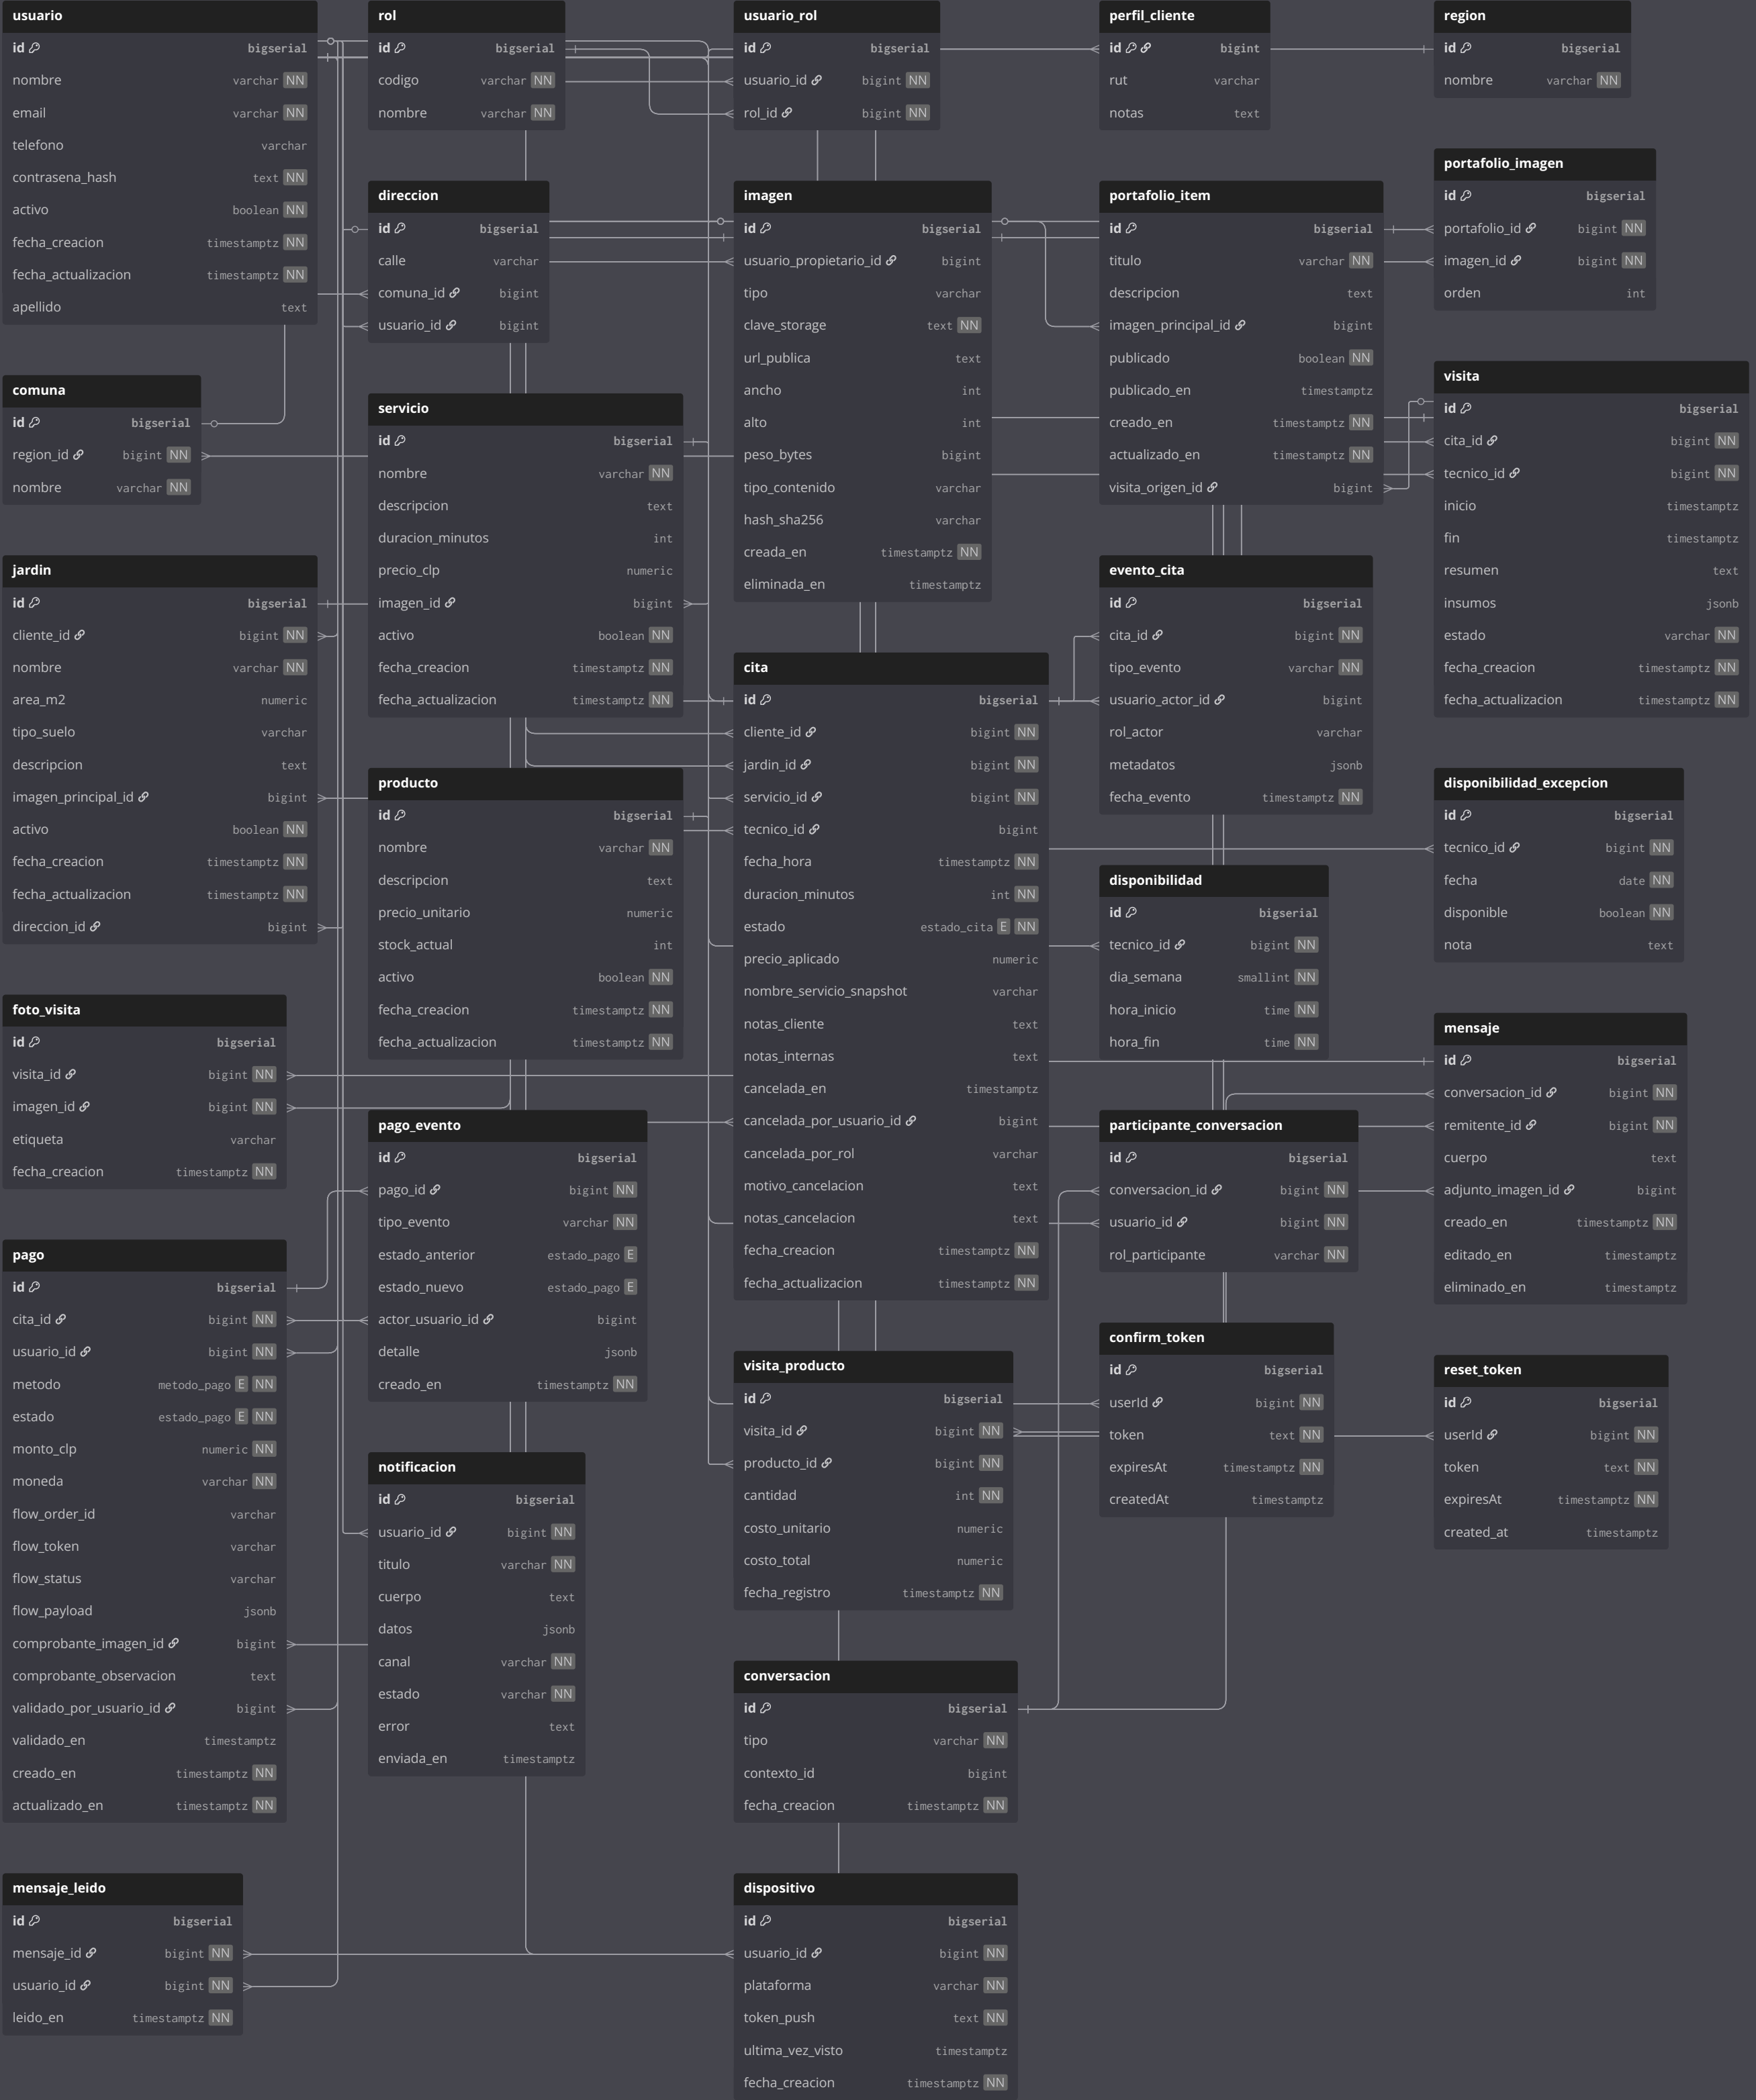 usuario
id bigserial
nombre varchar NN
email varchar NN
telefono varchar
contrasena_hash text NN
activo boolean NN
fecha_creacion timestamptz NN
fecha_actualizacion timestamptz NN
apellido text
rol
id bigserial
codigo varchar NN
nombre varchar NN
usuario_rol
id bigserial
usuario_id bigint NN
rol_id bigint NN
perfil_cliente
id bigint
rut varchar
notas text
region
id bigserial
nombre varchar NN
direccion
id bigserial
calle varchar
comuna_id bigint
usuario_id bigint
imagen
id bigserial
usuario_propietario_id bigint
tipo varchar
clave_storage text NN
url_publica text
ancho int
alto int
peso_bytes bigint
tipo_contenido varchar
hash_sha256 varchar
creada_en timestamptz NN
eliminada_en timestamptz
portafolio_item
id bigserial
titulo varchar NN
descripcion text
imagen_principal_id bigint
publicado boolean NN
publicado_en timestamptz
creado_en timestamptz NN
actualizado_en timestamptz NN
visita_origen_id bigint
portafolio_imagen
id bigserial
portafolio_id bigint NN
imagen_id bigint NN
orden int
comuna
id bigserial
region_id bigint NN
nombre varchar NN
servicio
id bigserial
nombre varchar NN
descripcion text
duracion_minutos int
precio_clp numeric
imagen_id bigint
activo boolean NN
fecha_creacion timestamptz NN
fecha_actualizacion timestamptz NN
visita
id bigserial
cita_id bigint NN
tecnico_id bigint NN
inicio timestamptz
fin timestamptz
resumen text
insumos jsonb
estado varchar NN
fecha_creacion timestamptz NN
fecha_actualizacion timestamptz NN
jardin
id bigserial
cliente_id bigint NN
nombre varchar NN
area_m2 numeric
tipo_suelo varchar
descripcion text
imagen_principal_id bigint
activo boolean NN
fecha_creacion timestamptz NN
fecha_actualizacion timestamptz NN
direccion_id bigint
evento_cita
id bigserial
cita_id bigint NN
tipo_evento varchar NN
usuario_actor_id bigint
rol_actor varchar
metadatos jsonb
fecha_evento timestamptz NN
cita
id bigserial
cliente_id bigint NN
jardin_id bigint NN
servicio_id bigint NN
tecnico_id bigint
fecha_hora timestamptz NN
duracion_minutos int NN
estado estado_cita E NN
precio_aplicado numeric
nombre_servicio_snapshot varchar
notas_cliente text
notas_internas text
cancelada_en timestamptz
cancelada_por_usuario_id bigint
cancelada_por_rol varchar
motivo_cancelacion text
notas_cancelacion text
fecha_creacion timestamptz NN
fecha_actualizacion timestamptz NN
producto
id bigserial
nombre varchar NN
descripcion text
precio_unitario numeric
stock_actual int
activo boolean NN
fecha_creacion timestamptz NN
fecha_actualizacion timestamptz NN
disponibilidad_excepcion
id bigserial
tecnico_id bigint NN
fecha date NN
disponible boolean NN
nota text
disponibilidad
id bigserial
tecnico_id bigint NN
dia_semana smallint NN
hora_inicio time NN
hora_fin time NN
foto_visita
id bigserial
visita_id bigint NN
imagen_id bigint NN
etiqueta varchar
fecha_creacion timestamptz NN
mensaje
id bigserial
conversacion_id bigint NN
remitente_id bigint NN
cuerpo text
adjunto_imagen_id bigint
creado_en timestamptz NN
editado_en timestamptz
eliminado_en timestamptz
pago_evento
id bigserial
pago_id bigint NN
tipo_evento varchar NN
estado_anterior estado_pago E
estado_nuevo estado_pago E
actor_usuario_id bigint
detalle jsonb
creado_en timestamptz NN
participante_conversacion
id bigserial
conversacion_id bigint NN
usuario_id bigint NN
rol_participante varchar NN
pago
id bigserial
cita_id bigint NN
usuario_id bigint NN
metodo metodo_pago E NN
estado estado_pago E NN
monto_clp numeric NN
moneda varchar NN
flow_order_id varchar
flow_token varchar
flow_status varchar
flow_payload jsonb
comprobante_imagen_id bigint
comprobante_observacion text
validado_por_usuario_id bigint
validado_en timestamptz
creado_en timestamptz NN
actualizado_en timestamptz NN
confirm_token
id bigserial
userId bigint NN
token text NN
expiresAt timestamptz NN
createdAt timestamptz
visita_producto
id bigserial
visita_id bigint NN
producto_id bigint NN
cantidad int NN
costo_unitario numeric
costo_total numeric
fecha_registro timestamptz NN
reset_token
id bigserial
userId bigint NN
token text NN
expiresAt timestamptz NN
created_at timestamptz
notificacion
id bigserial
usuario_id bigint NN
titulo varchar NN
cuerpo text
datos jsonb
canal varchar NN
estado varchar NN
error text
enviada_en timestamptz
conversacion
id bigserial
tipo varchar NN
contexto_id bigint
fecha_creacion timestamptz NN
mensaje_leido
id bigserial
mensaje_id bigint NN
usuario_id bigint NN
leido_en timestamptz NN
dispositivo
id bigserial
usuario_id bigint NN
plataforma varchar NN
token_push text NN
ultima_vez_visto timestamptz
fecha_creacion timestamptz NN